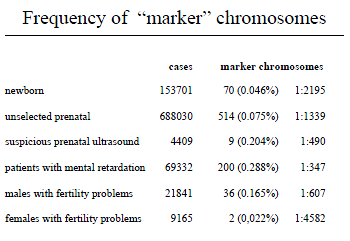 Frequency of “marker” chromosomes
cases marker chromosomes
newborn 153701 70 (0.046%) 1:2195
unselected prenatal 688030 514 (0.075%) 1:1339
suspicious prenatal ultrasound 4409 9 (0.204%) 1:490
patients with mental retardation 69332 200 (0.288%) 1:347
males with fertility problems 21841 36 (0.165%) 1:607
females with fertility problems 9165 2 (0,022%) 1:4582